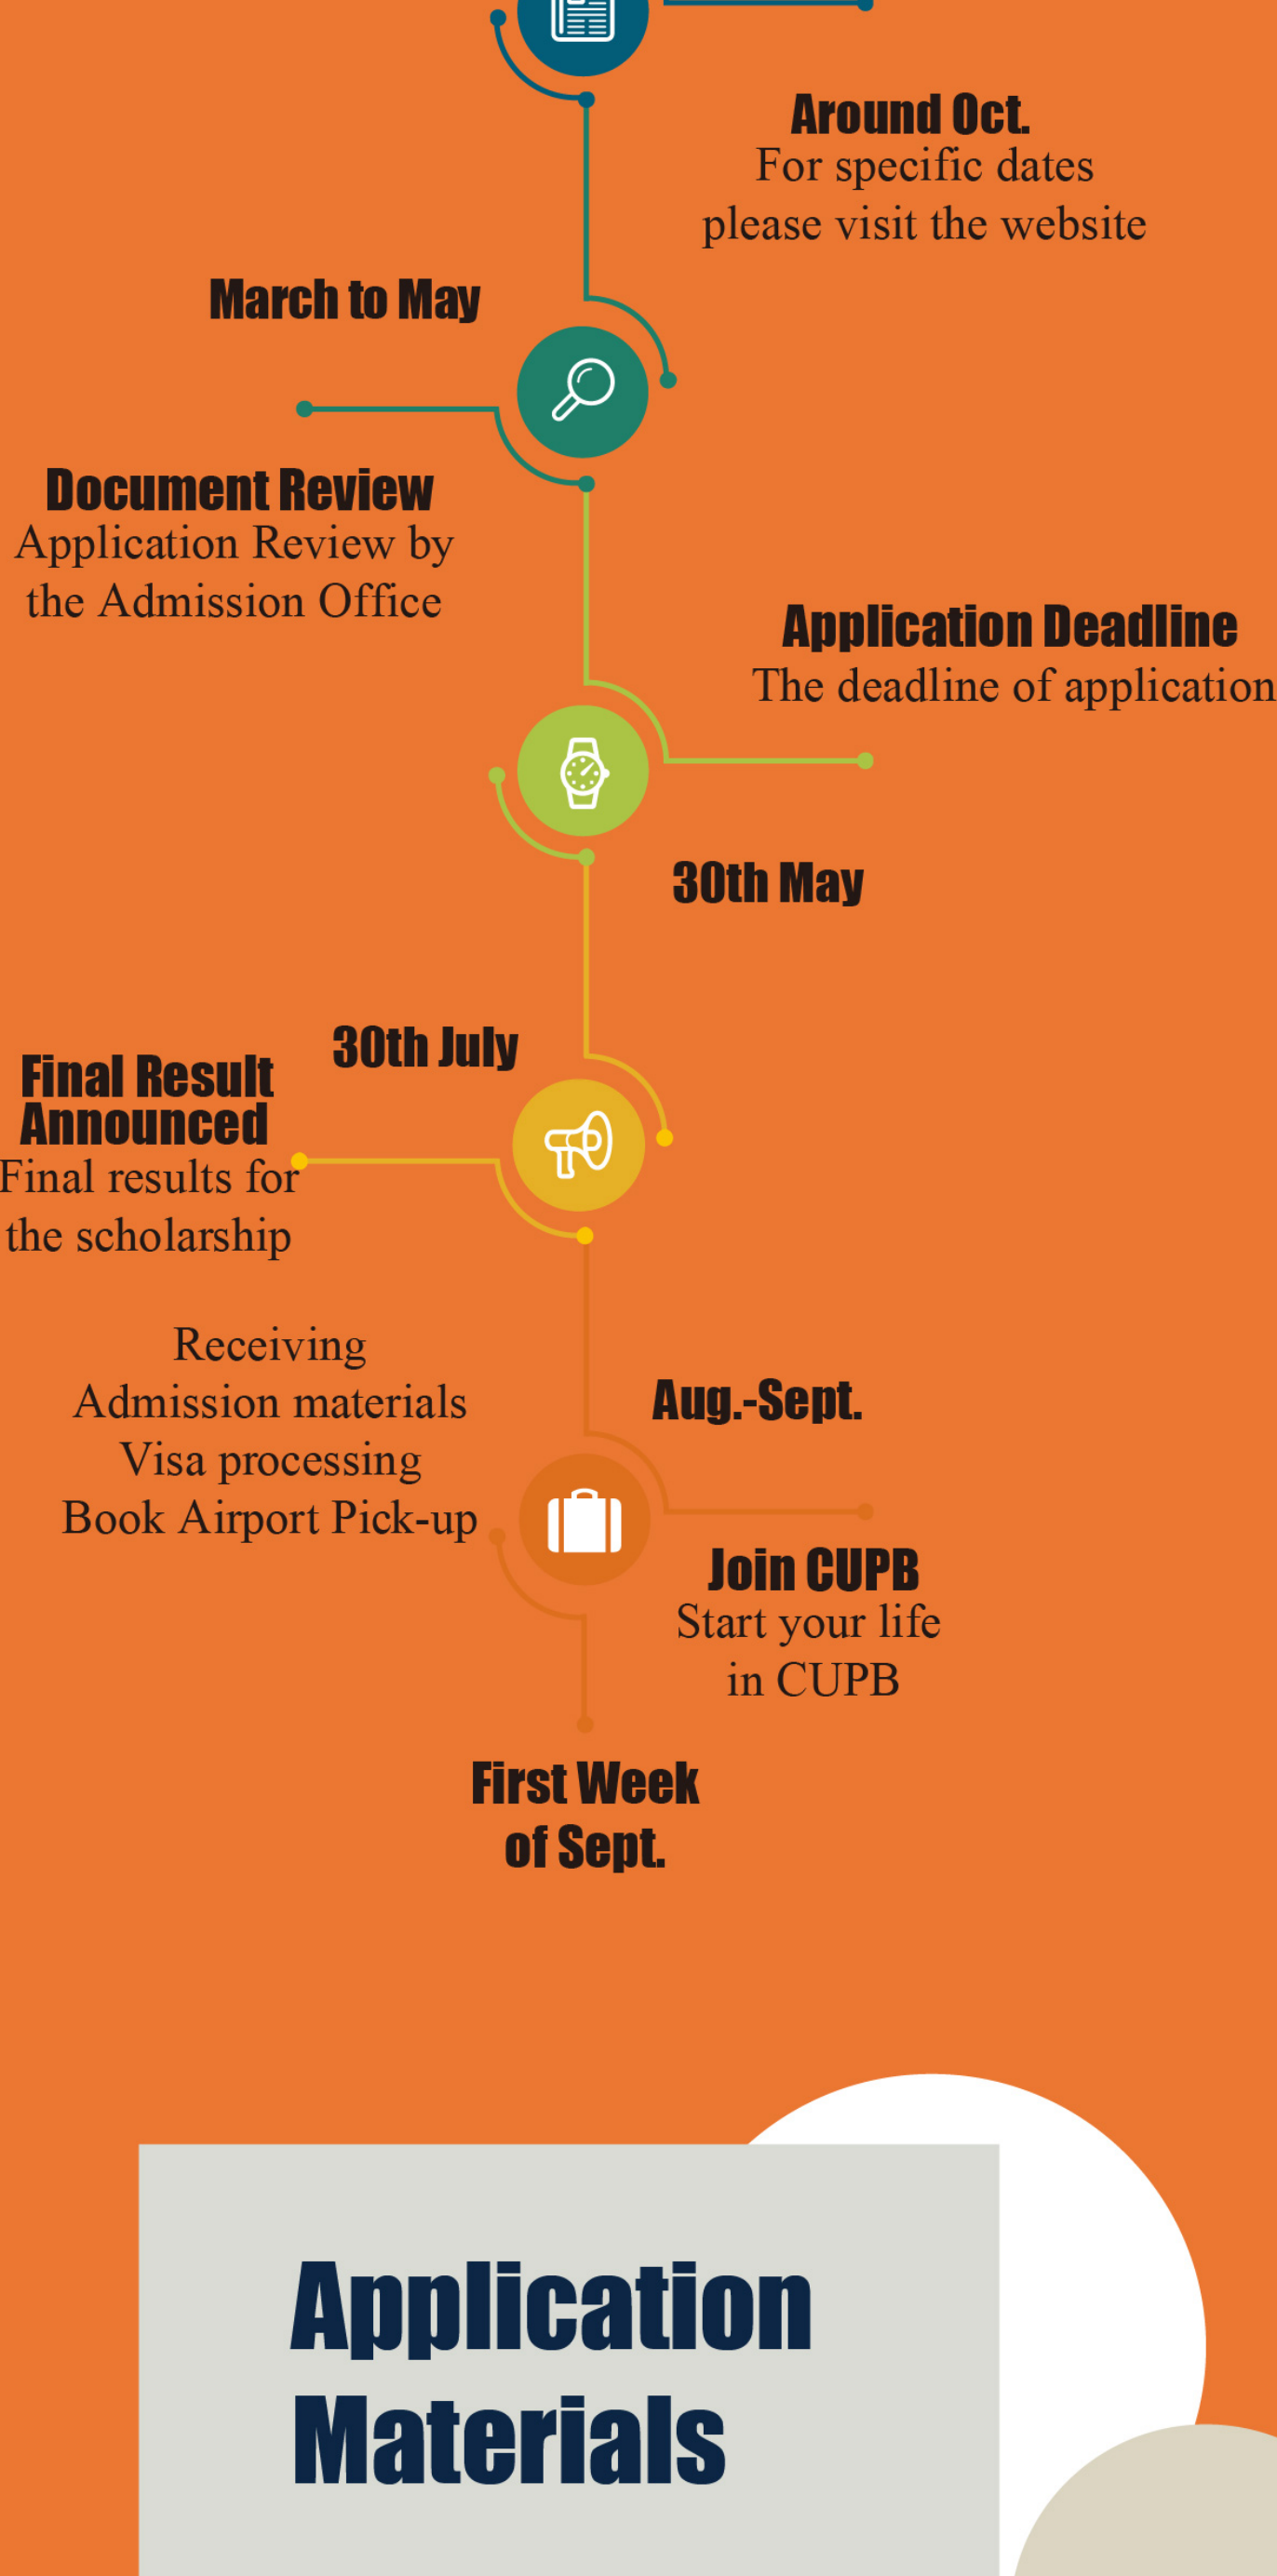 Around Oct.
For specific dates
please visit the website
March to May
Document Review
Application Review by
the Admission Office
Application Deadline
The deadline of application
30th May
30th July
Final Result
Announced
Final results for
the scholarship
Receiving
Admission materials
Visa processing
Book Airport Pick-up
Aug.-Sept.
Join CUPB
Start your life
in CUPB
First Week
of Sept.
Application
Materials